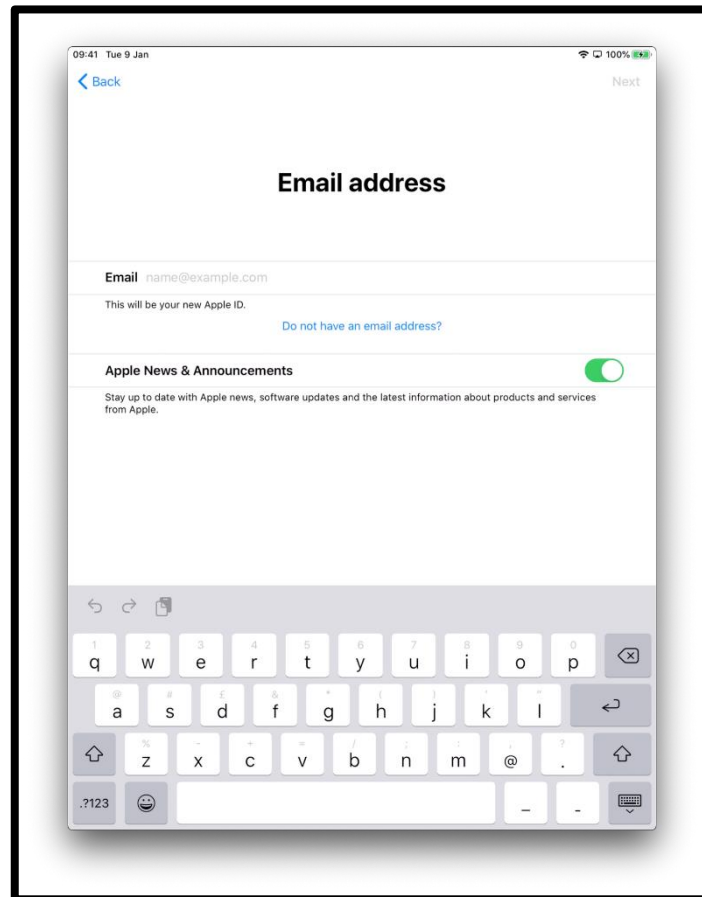 09:41 Tue 9 Jan 100%
Back Next
Email address
Email name@example.com
This will be your new Apple ID.
Do not have an email address?
Apple News & Announcements
Stay up to date with Apple news, software updates and the latest information about products and services
from Apple.
1 2 3 4 5 6 7 8 9 0
q w e r t y u i o p
@ # £ & * ( ) ' "
a s d f g h j k l
% - + = / ; : , ?
z x c v b n m @ .
.?123 _ -